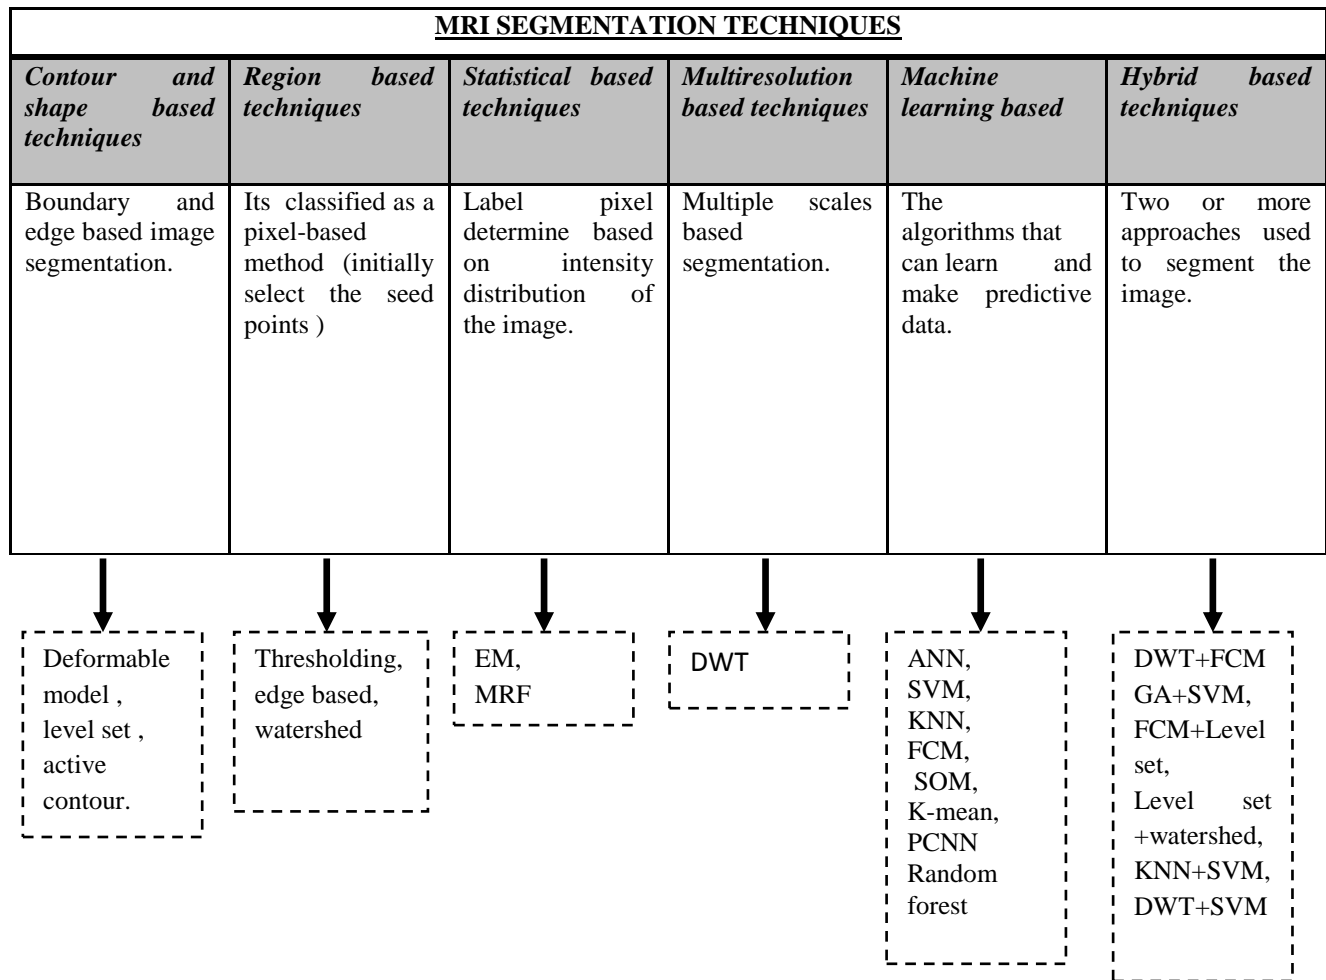 MRI SEGMENTATION TECHNIQUES
Contour and
shape based
techniques
Region based
techniques
Statistical based
techniques
Multiresolution
based techniques
Machine
learning based
Hybrid based
techniques
Boundary and
edge based image
segmentation.
Its classified as a
pixel-based
method (initially
select the seed
points )
Label pixel
determine based
on intensity
distribution of
the image.
Multiple scales
based
segmentation.
The
algorithms that
can learn and
make predictive
data.
Two or more
approaches used
to segment the
image.
Deformable
model ,
level set ,
active
contour.
Thresholding,
edge based,
watershed
EM,
MRF
DWT
ANN,
SVM,
KNN,
FCM,
SOM,
K-mean,
PCNN
Random
forest
DWT+FCM
GA+SVM,
FCM+Level
set,
Level set
+watershed,
KNN+SVM,
DWT+SVM